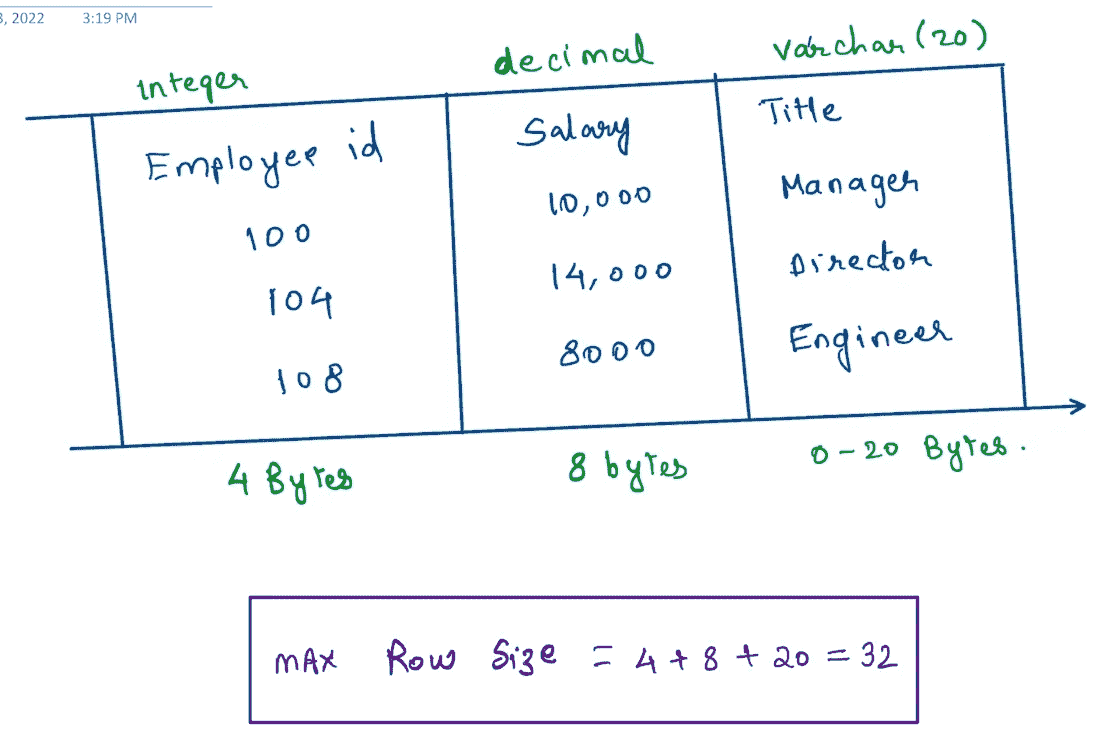 3, 2022 3:19 PM
Integer decimal varchar (20)
Employee id Salary Title
100 10,000 Manager
104 14,000 Director
108 8000 Engineer
4 Bytes 8 bytes 0-20 Bytes.
mAx Row Size = 4 + 8 + 20 = 32